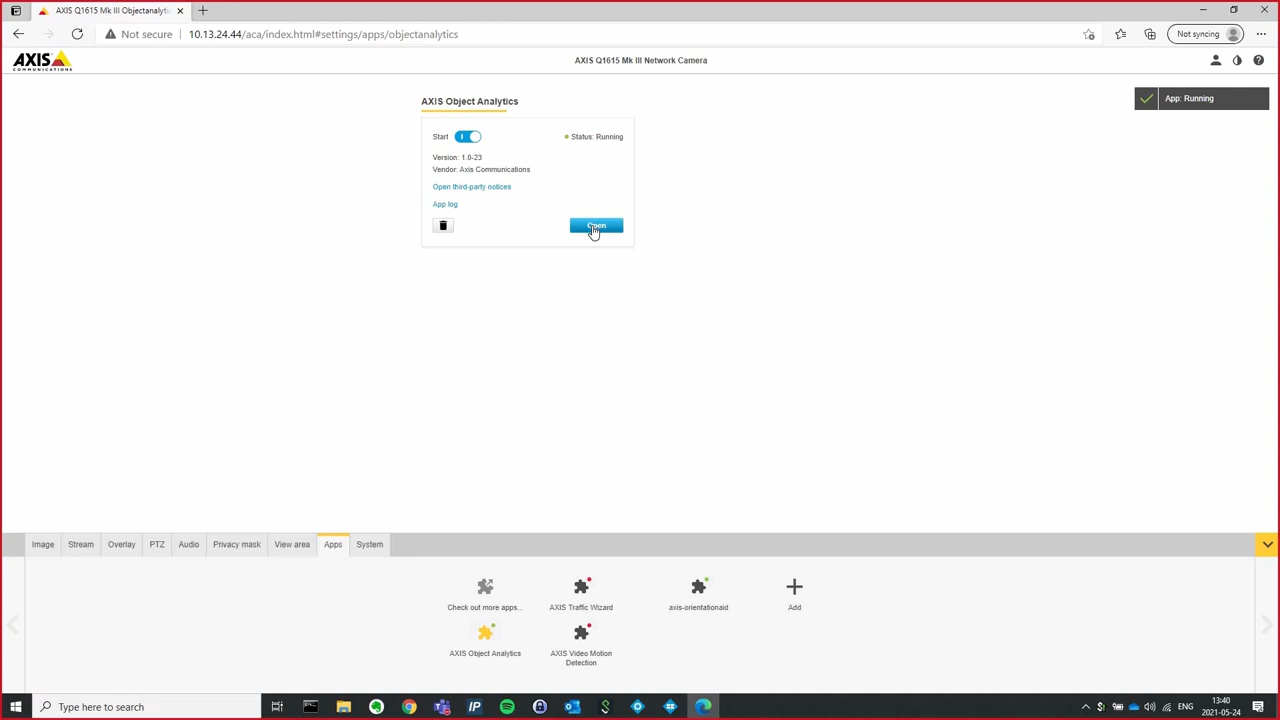 AXIS Q1615 Mk III Objectanalytic
Not secure
10.13.24.44/aca/index.html#settings/apps/objectanalytics
Not syncing
AXIS
COMMUNICATIONS
AXIS Q1615 Mk III Network Camera
App: Running
AXIS Object Analytics
Start
Status: Running
Version: 1.0-23
Vendor: Axis Communications
Open third-party notices
App log
Open
Image
Stream
Overlay
PTZ
Audio
Privacy mask
View area
Apps
System
Check out more apps...
AXIS Traffic Wizard
axis-orientationaid
Add
AXIS Object Analytics
AXIS Video Motion
Detection
Type here to search
IP
ENG
13:40
2021-05-24